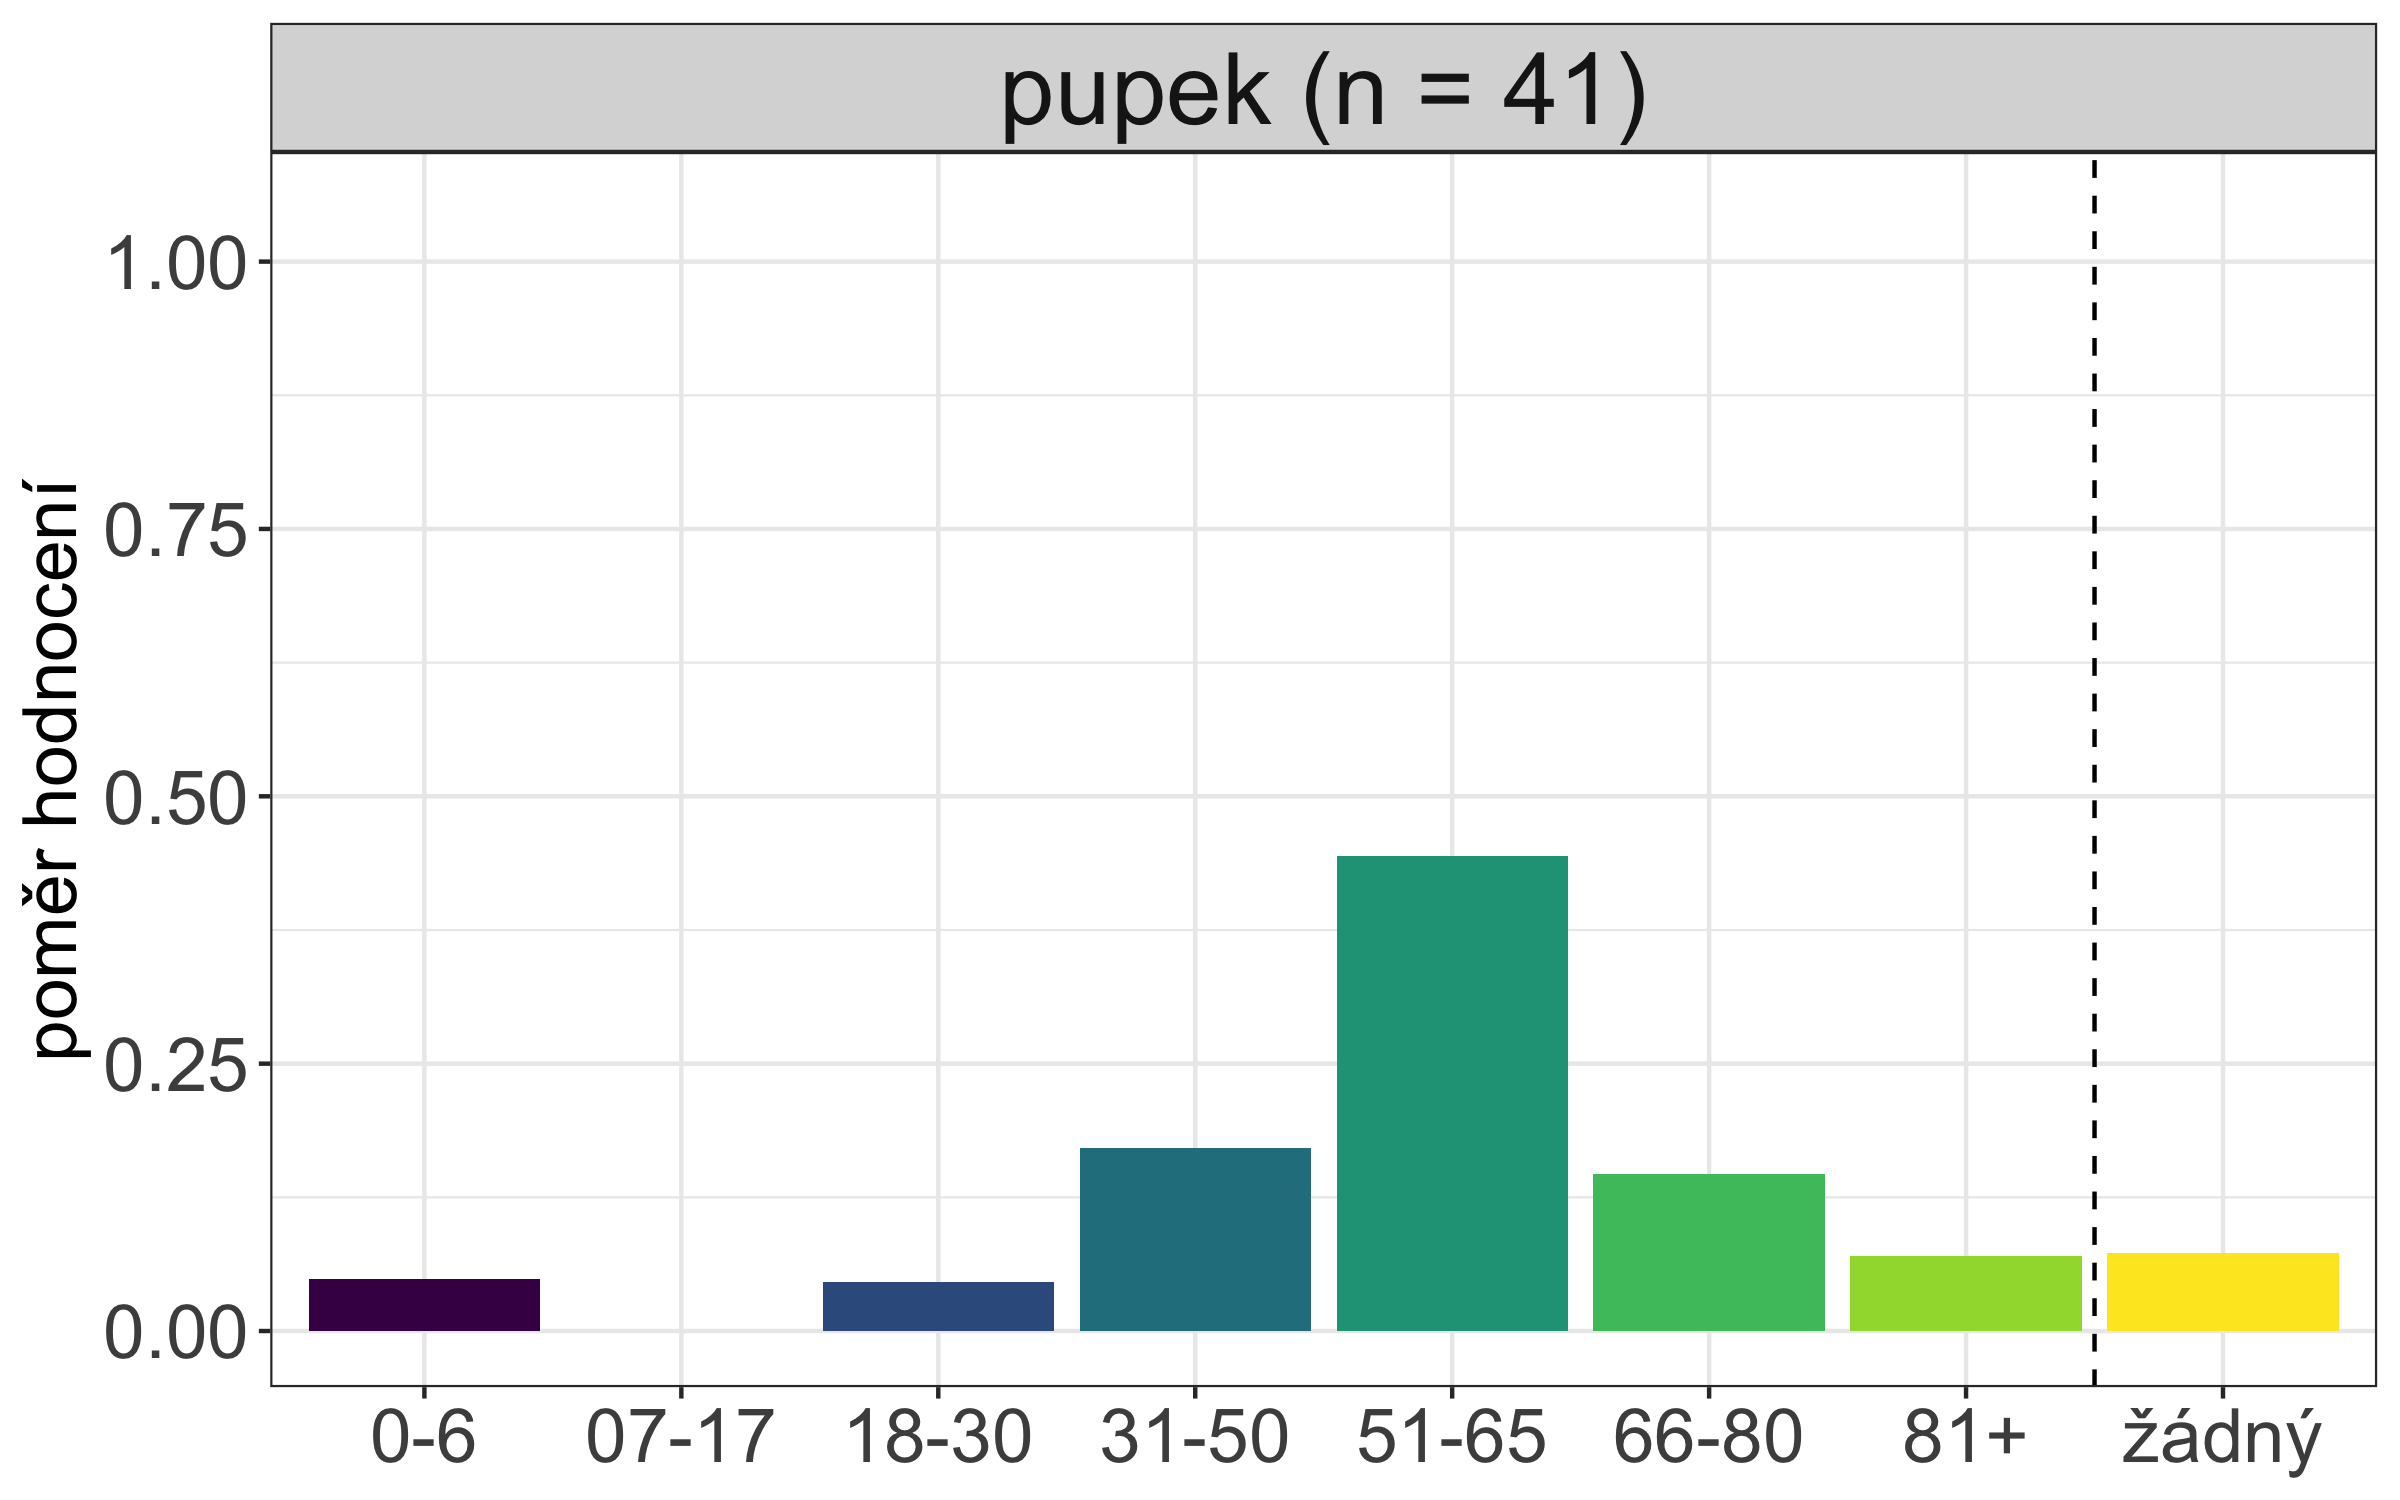 pupek (n = 41)
poměr hodnocení
1.00
0.75
0.50
0.25
0.00
0-6 07-17 18-30 31-50 51-65 66-80 81+ žádný